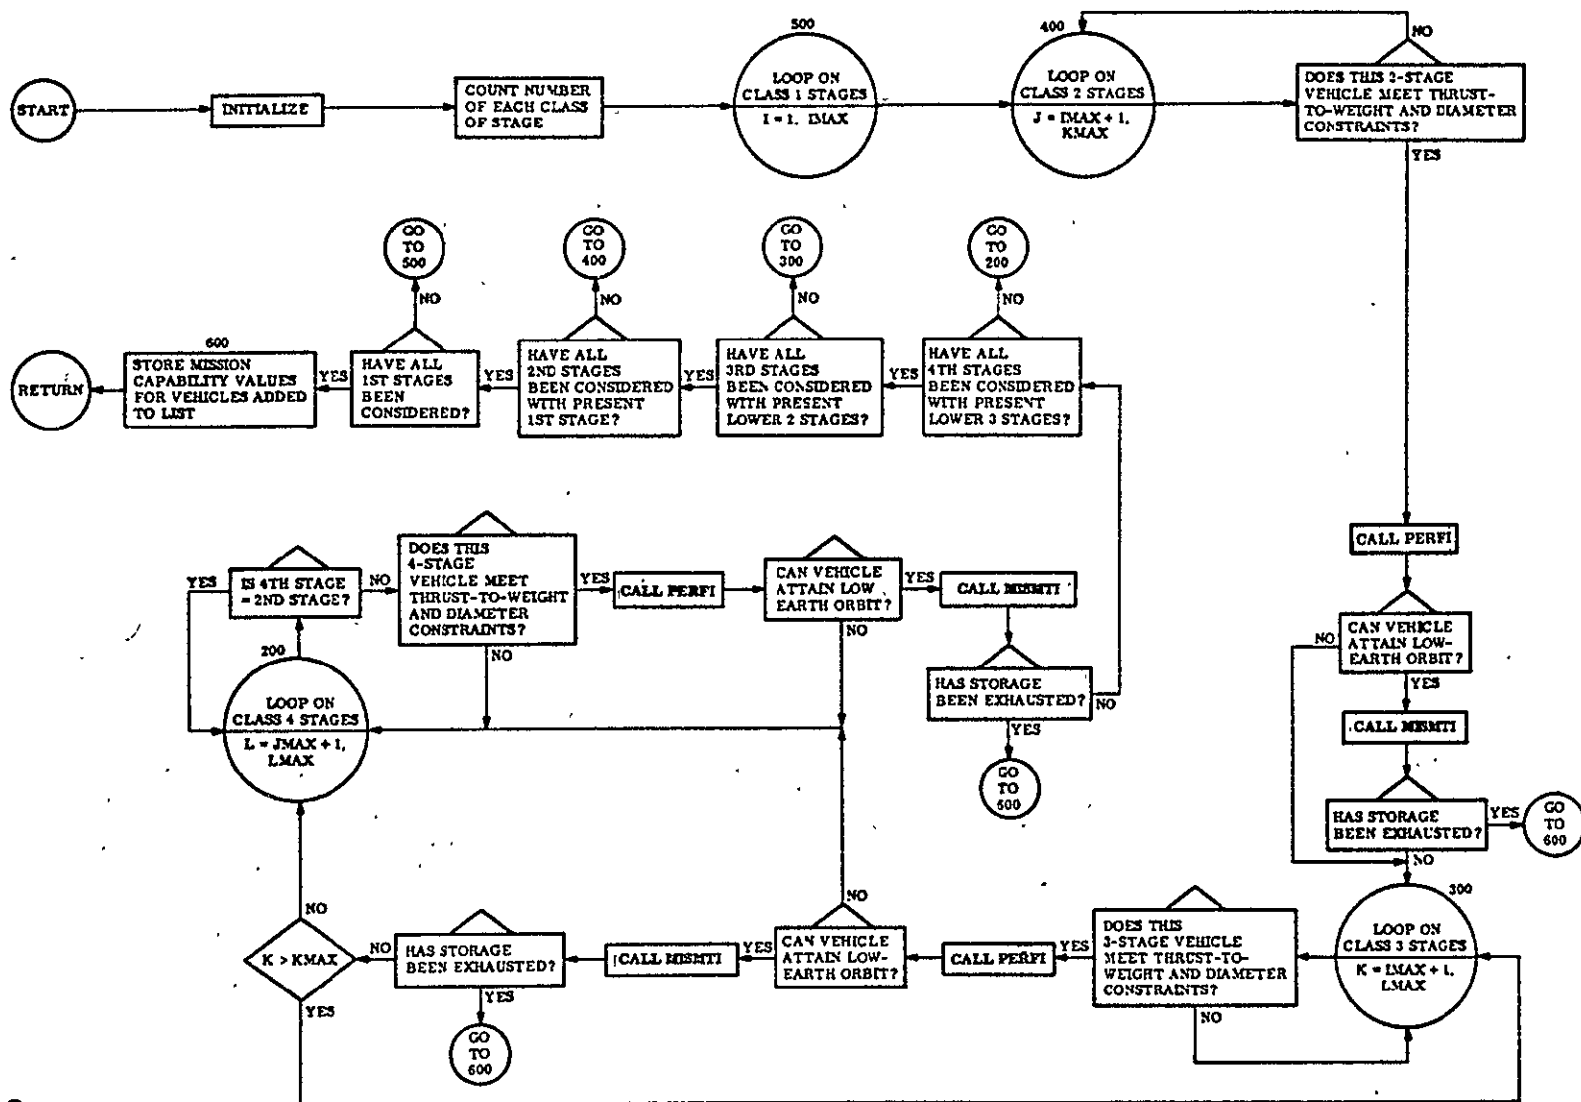 START
INITIALIZE
COUNT NUMBER
OF EACH CLASS
OF STAGE
500
LOOP ON
CLASS 1 STAGES
I = 1, IMAX
400
LOOP ON
CLASS 2 STAGES
J = IMAX + 1,
KMAX
NO
DOES THIS 2-STAGE
VEHICLE MEET THRUST-
TO-WEIGHT AND DIAMETER
CONSTRAINTS?
YES
GO
TO
500
NO
GO
TO
400
NO
GO
TO
300
NO
GO
TO
200
NO
RETURN
600
STORE MISSION
CAPABILITY VALUES
FOR VEHICLES ADDED
TO LIST
YES
HAVE ALL
1ST STAGES
BEEN
CONSIDERED?
YES
HAVE ALL
2ND STAGES
BEEN CONSIDERED
WITH PRESENT
1ST STAGE?
YES
HAVE ALL
3RD STAGES
BEEN CONSIDERED
WITH PRESENT
LOWER 2 STAGES?
YES
HAVE ALL
4TH STAGES
BEEN CONSIDERED
WITH PRESENT
LOWER 3 STAGES?
CALL PERFI
YES
IS 4TH STAGE
= 2ND STAGE?
NO
DOES THIS
4-STAGE
VEHICLE MEET
THRUST-TO-WEIGHT
AND DIAMETER
CONSTRAINTS?
YES
NO
CALL PERFI
CAN VEHICLE
ATTAIN LOW
EARTH ORBIT?
YES
NO
CALL MISMTI
HAS STORAGE
BEEN EXHAUSTED?
NO
YES
GO
TO
600
NO
CAN VEHICLE
ATTAIN LOW-
EARTH ORBIT?
YES
CALL MISMTI
HAS STORAGE
BEEN EXHAUSTED?
YES
GO
TO
600
NO
200
LOOP ON
CLASS 4 STAGES
L = JMAX + 1,
LMAX
NO
K > KMAX
YES
NO
HAS STORAGE
BEEN EXHAUSTED?
YES
GO
TO
600
CALL MISMTI
YES
NO
CAN VEHICLE
ATTAIN LOW-
EARTH ORBIT?
CALL PERFI
YES
DOES THIS
3-STAGE VEHICLE
MEET THRUST-TO-
WEIGHT AND DIAMETER
CONSTRAINTS?
NO
300
LOOP ON
CLASS 3 STAGES
K = IMAX + 1,
LMAX